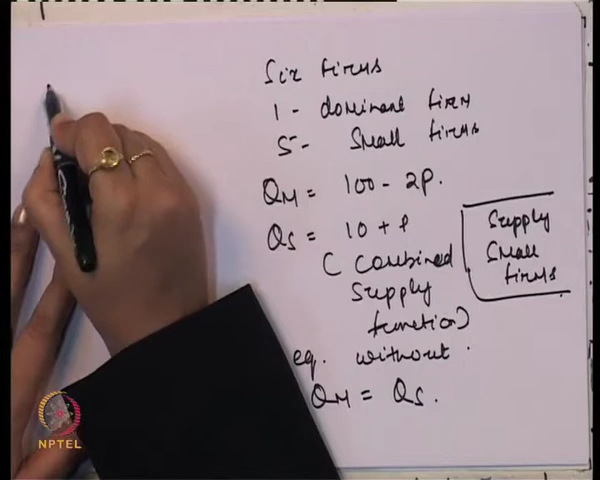 Six firms
1 - dominant firm
5 - Small firms
QM = 100 - 2P.
QS = 10 + P
( combined
supply
function)
Supply
Small
firms
eq. without
QM = QS.
NPTEL